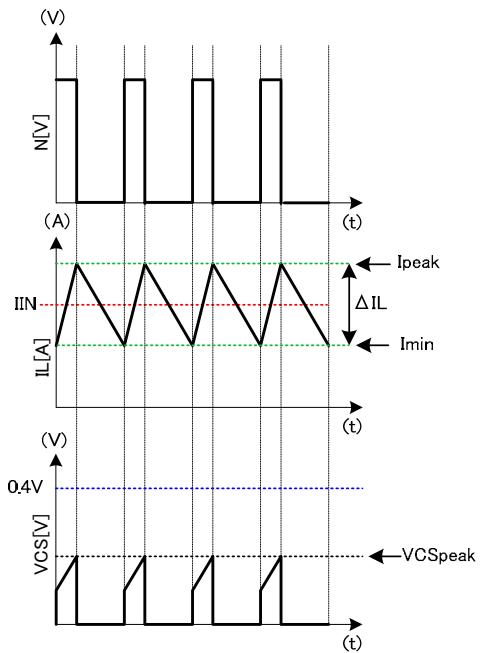 (V)
N[V]
(t)
(A)
Ipeak
IIN
ΔIL
Imin
IL[A]
(t)
(V)
0.4V
VCS[V]
VCSpeak
(t)